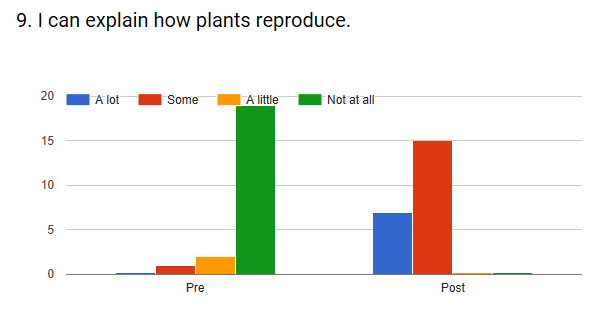 9. I can explain how plants reproduce.
20
A lot
Some
A little
Not at all
15
10
5
0
Pre
Post